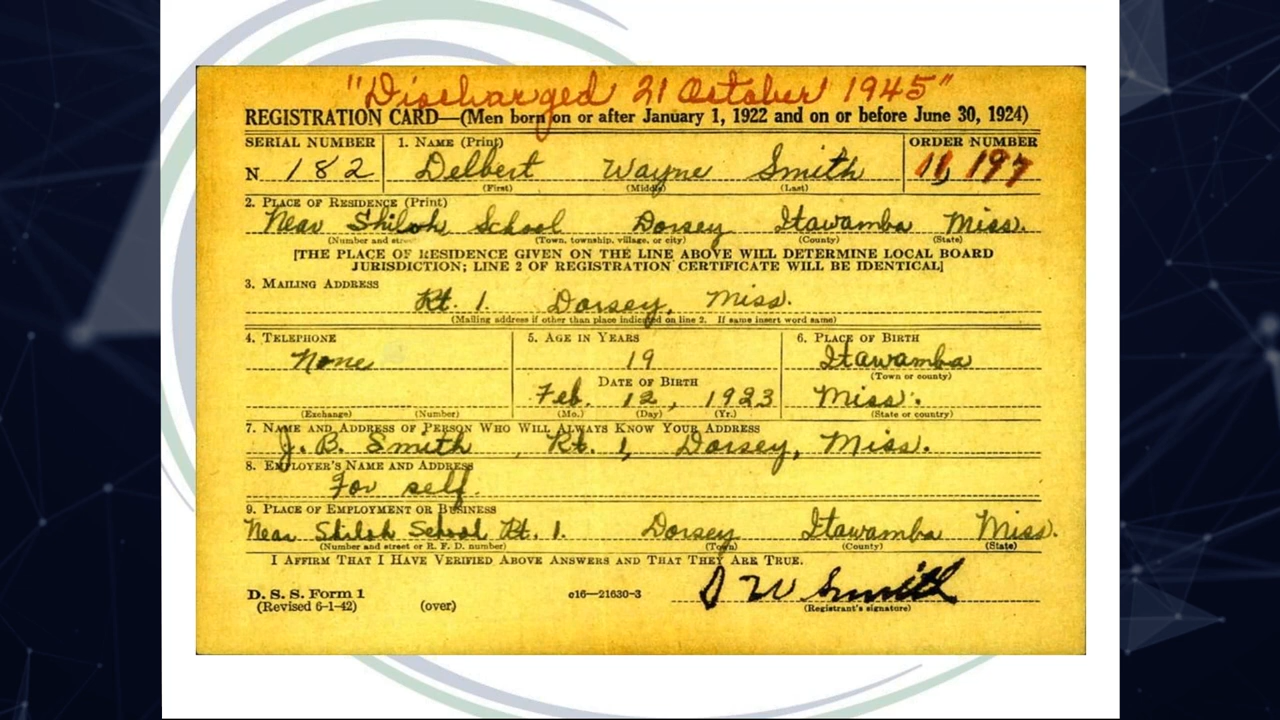 "Discharged 21 October 1945"
REGISTRATION CARD—(Men born on or after January 1, 1922 and on or before June 30, 1924)
SERIAL NUMBER 1. NAME (Print) ORDER NUMBER
N 182 Delbert Wayne Smith 11,197
(First) (Middle) (Last)
2. PLACE OF RESIDENCE (Print)
Near Shiloh School Dorsey Itawamba Miss.
(Number and street) (Town, township, village, or city) (County) (State)
[THE PLACE OF RESIDENCE GIVEN ON THE LINE ABOVE WILL DETERMINE LOCAL BOARD
JURISDICTION; LINE 2 OF REGISTRATION CERTIFICATE WILL BE IDENTICAL]
3. MAILING ADDRESS
Rt. 1. Dorsey, Miss.
(Mailing address if other than place indicated on line 2. If same insert word same)
4. TELEPHONE 5. AGE IN YEARS 6. PLACE OF BIRTH
None 19 Itawamba
(Town or county)
DATE OF BIRTH
Feb. 12, 1923 Miss.
(Exchange) (Number) (Mo.) (Day) (Yr.) (State or country)
7. NAME AND ADDRESS OF PERSON WHO WILL ALWAYS KNOW YOUR ADDRESS
J. B. Smith, Rt. 1, Dorsey, Miss.
8. EMPLOYER'S NAME AND ADDRESS
For self.
9. PLACE OF EMPLOYMENT OR BUSINESS
Near Shiloh School Rt. 1. Dorsey Itawamba Miss.
(Number and street or R. F. D. number) (Town) (County) (State)
I AFFIRM THAT I HAVE VERIFIED ABOVE ANSWERS AND THAT THEY ARE TRUE.
D W Smith
D. S. S. Form 1
(Revised 6-1-42) (over) c16—21630-3 (Registrant's signature)